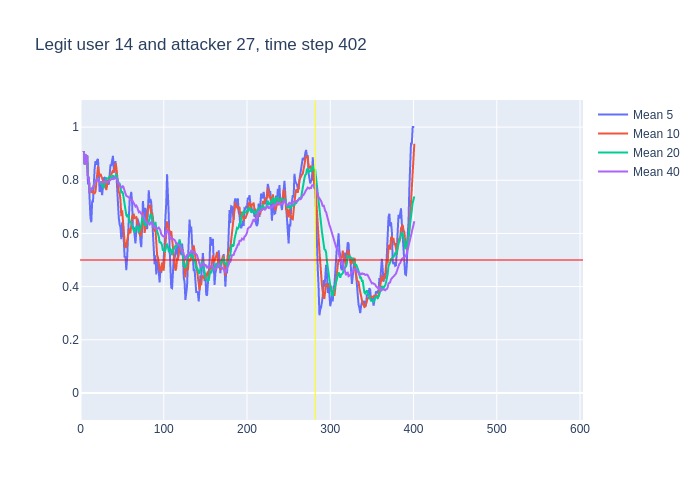 Legit user 14 and attacker 27, time step 402
Mean 5
Mean 10
Mean 20
Mean 40
1
0.8
0.6
0.4
0.2
0
0 100 200 300 400 500 600